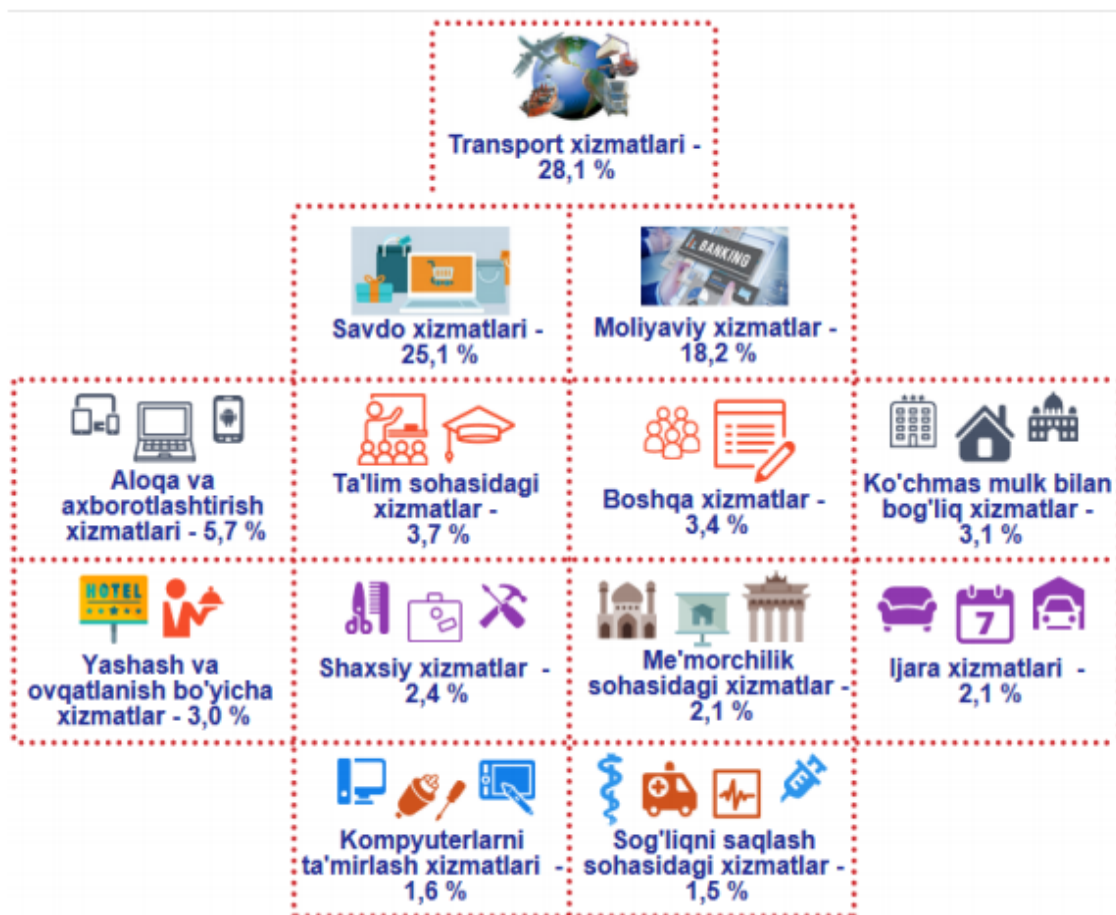 Transport xizmatlari -
28,1 %
BANKING
Savdo xizmatlari -
25,1 %
Moliyaviy xizmatlar -
18,2 %
Aloqa va
axborotlashtirish
xizmatlari - 5,7 %
Ta'lim sohasidagi
xizmatlar -
3,7 %
Boshqa xizmatlar -
3,4 %
Ko'chmas mulk bilan
bog'liq xizmatlar -
3,1 %
HOTEL
Yashash va
ovqatlanish bo'yicha
xizmatlar - 3,0 %
Shaxsiy xizmatlar -
2,4 %
Me'morchilik
sohasidagi xizmatlar -
2,1 %
7
Ijara xizmatlari -
2,1 %
Kompyuterlarni
ta'mirlash xizmatlari -
1,6 %
Sog'liqni saqlash
sohasidagi xizmatlar -
1,5 %